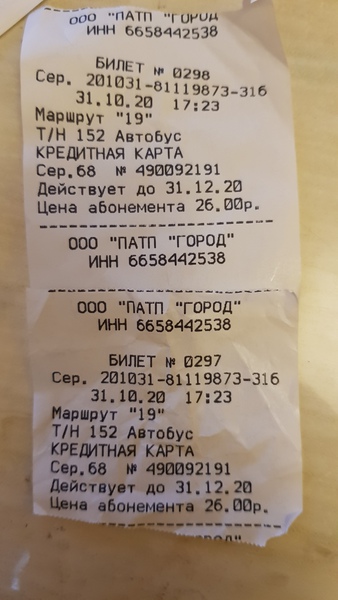 ООО "ПАТП "ГОРОД
ИНН 6658442538
БИЛЕТ № 0298
Сер. 201031-81119873-316
31.10.20 17:23
Маршрут "19"
Т/Н 152 Автобус
КРЕДИТНАЯ КАРТА
Сер.68 № 490092191
Действует до 31.12.20
Цена абонемента 26.00р.
ООО "ПАТП "ГОРОД"
ИНН 6658442538
ООО "ПАТП "ГОРОД"
ИНН 6658442538
БИЛЕТ № 0297
Сер. 201031-81119873-316
31.10.20 17:23
Маршрут "19"
Т/Н 152 Автобус
КРЕДИТНАЯ КАРТА
Сер.68 № 490092191
Действует до 31.12.20
Цена абонемента 26.00р.